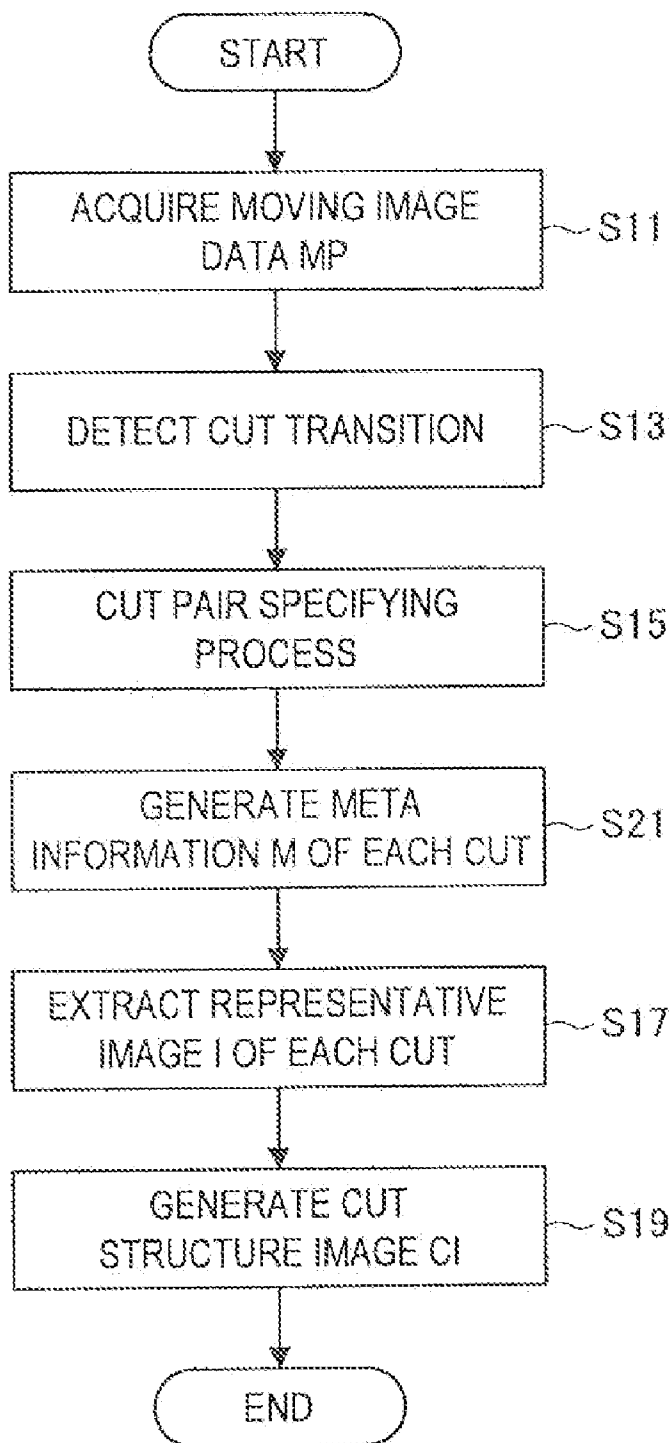 START
ACQUIRE MOVING IMAGE
DATA MP
S11
DETECT CUT TRANSITION
S13
CUT PAIR SPECIFYING
PROCESS
S15
GENERATE META
INFORMATION M OF EACH CUT
S21
EXTRACT REPRESENTATIVE
IMAGE I OF EACH CUT
S17
GENERATE CUT
STRUCTURE IMAGE CI
S19
END